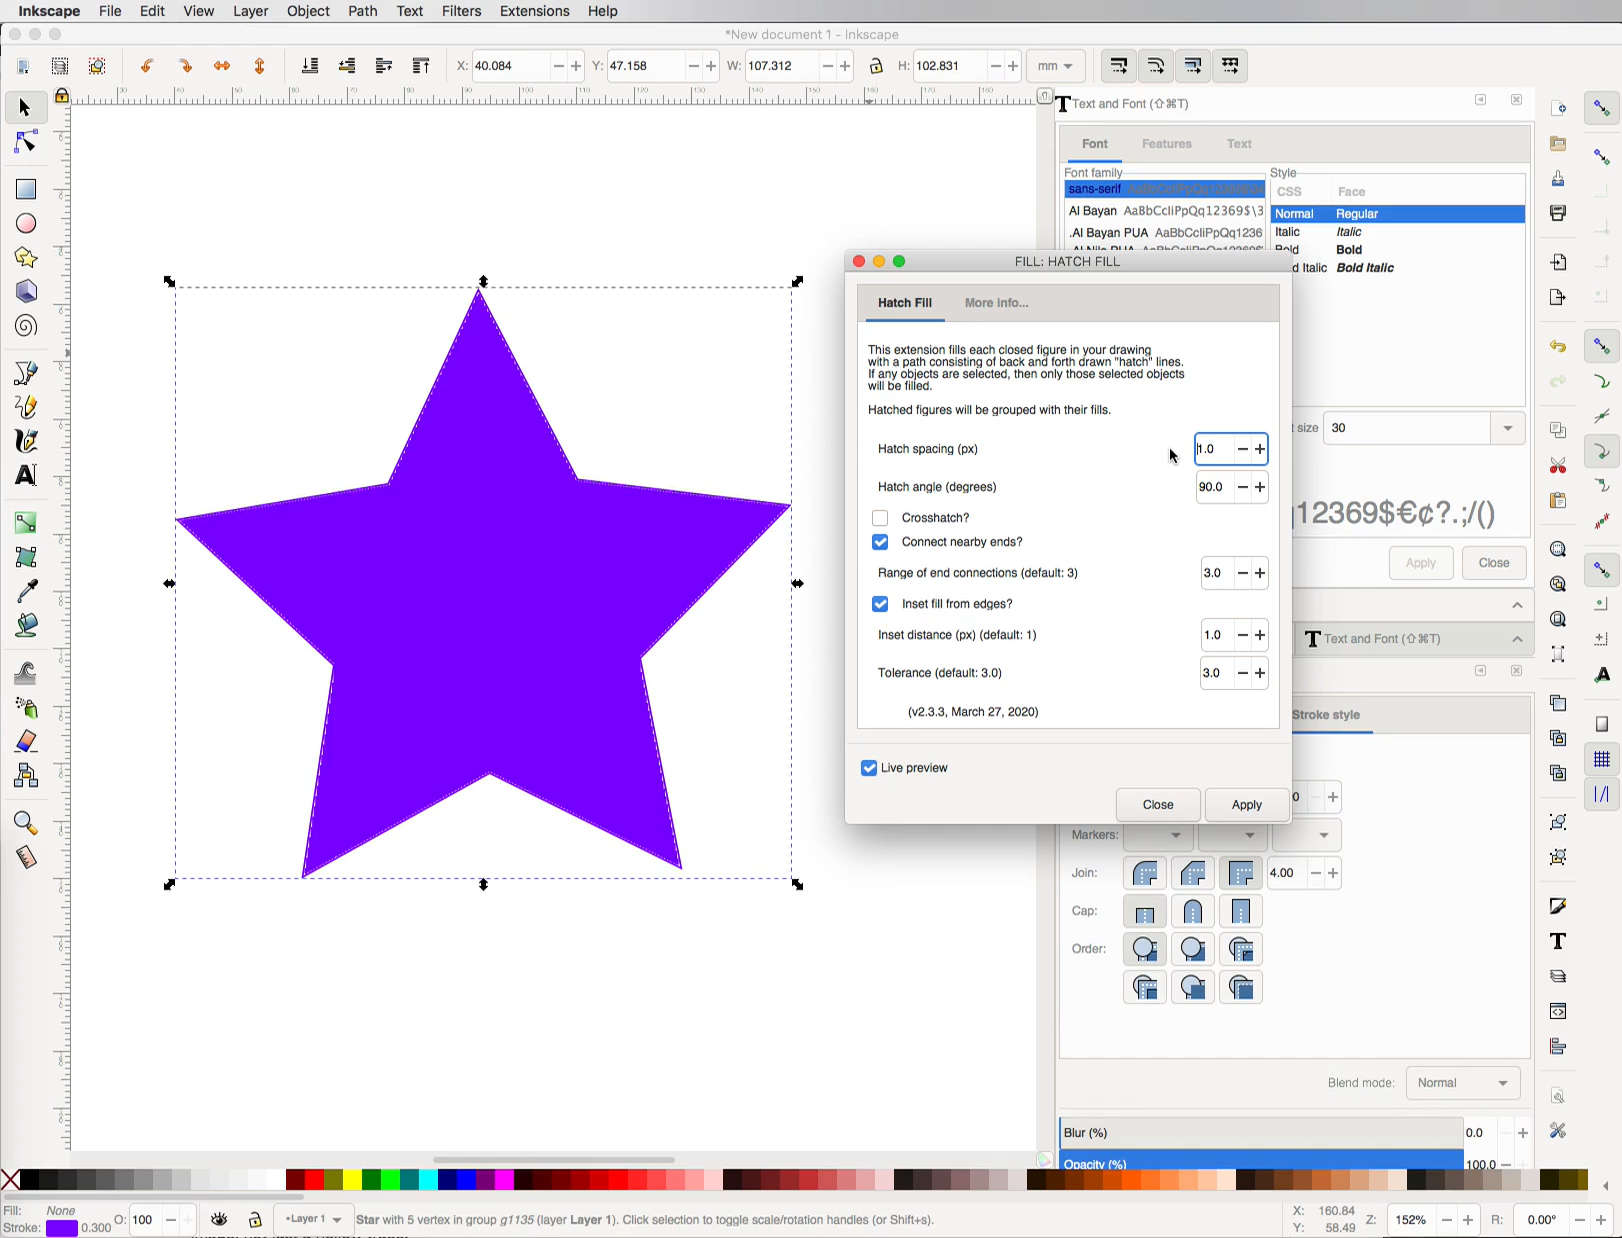 Inkscape File Edit View Layer Object Path Text Filters Extensions Help
*New document 1 - Inkscape
X: 40.084 Y: 47.158 W: 107.312 H: 102.831 mm
Text and Font (⇧⌘T)
Font Features Text
Font family Style
CSS Face
sans-serif
Al Bayan AaBbCcIiPpQq12369$\3
.Al Bayan PUA AaBbCcIiPpQq1236
Normal Regular
Italic Italic
Bold
d Italic Bold Italic
FILL: HATCH FILL
Hatch Fill More info...
This extension fills each closed figure in your drawing
with a path consisting of back and forth drawn "hatch" lines.
If any objects are selected, then only those selected objects
will be filled.
Hatched figures will be grouped with their fills.
Hatch spacing (px) 1.0
Hatch angle (degrees) 90.0
Crosshatch?
Connect nearby ends?
Range of end connections (default: 3) 3.0
Inset fill from edges?
Inset distance (px) (default: 1) 1.0
Tolerance (default: 3.0) 3.0
(v2.3.3, March 27, 2020)
Live preview
Close Apply
t size 30
12369$€¢?.;/()
Apply Close
Text and Font (⇧⌘T)
Stroke style
0
Markers:
Join: 4.00
Cap:
Order:
Blend mode: Normal
Blur (%) 0.0
Opacity (%) 100.0
Fill: None
Stroke: 0.300 O: 100
•Layer 1 Star with 5 vertex in group g1135 (layer Layer 1). Click selection to toggle scale/rotation handles (or Shift+s).
X: 160.84
Y: 58.49
Z: 152% R: 0.00°